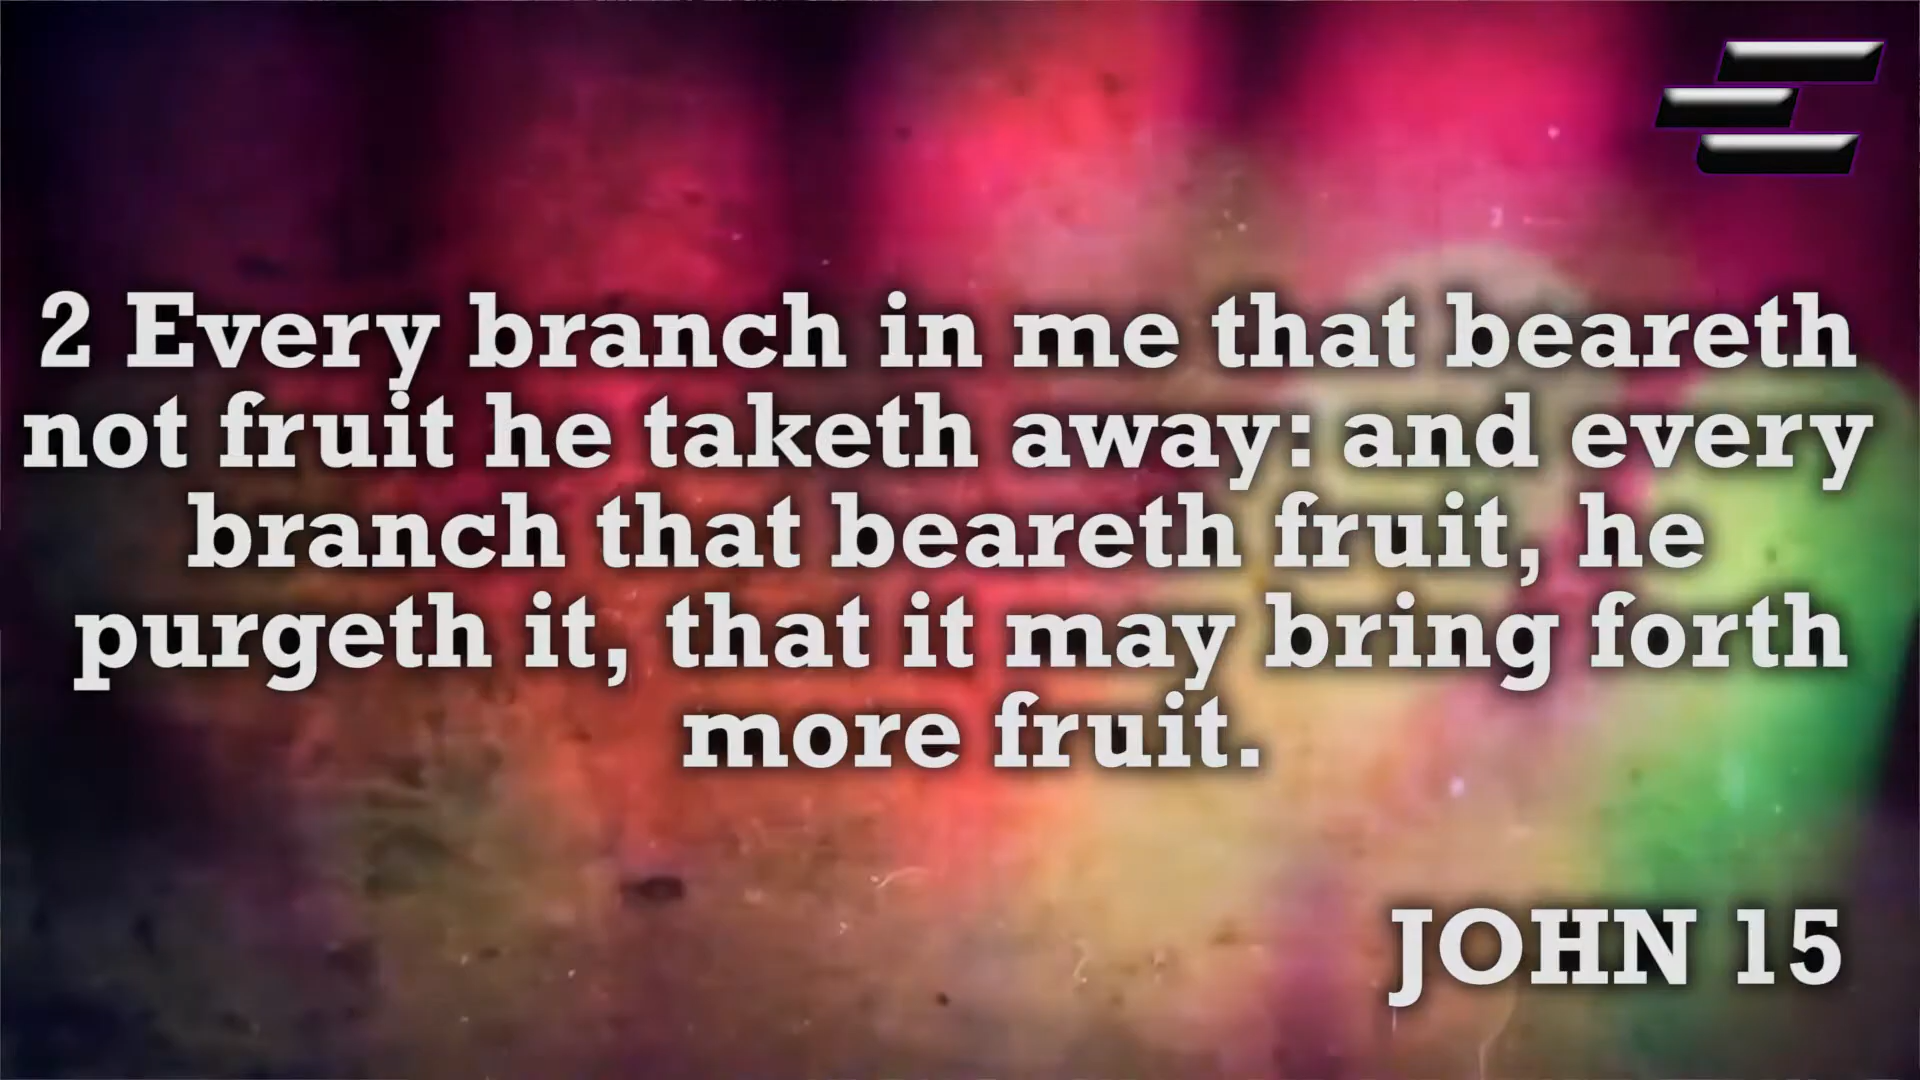 2 Every branch in me that beareth
not fruit he taketh away: and every
branch that beareth fruit, he
purgeth it, that it may bring forth
more fruit.
JOHN 15